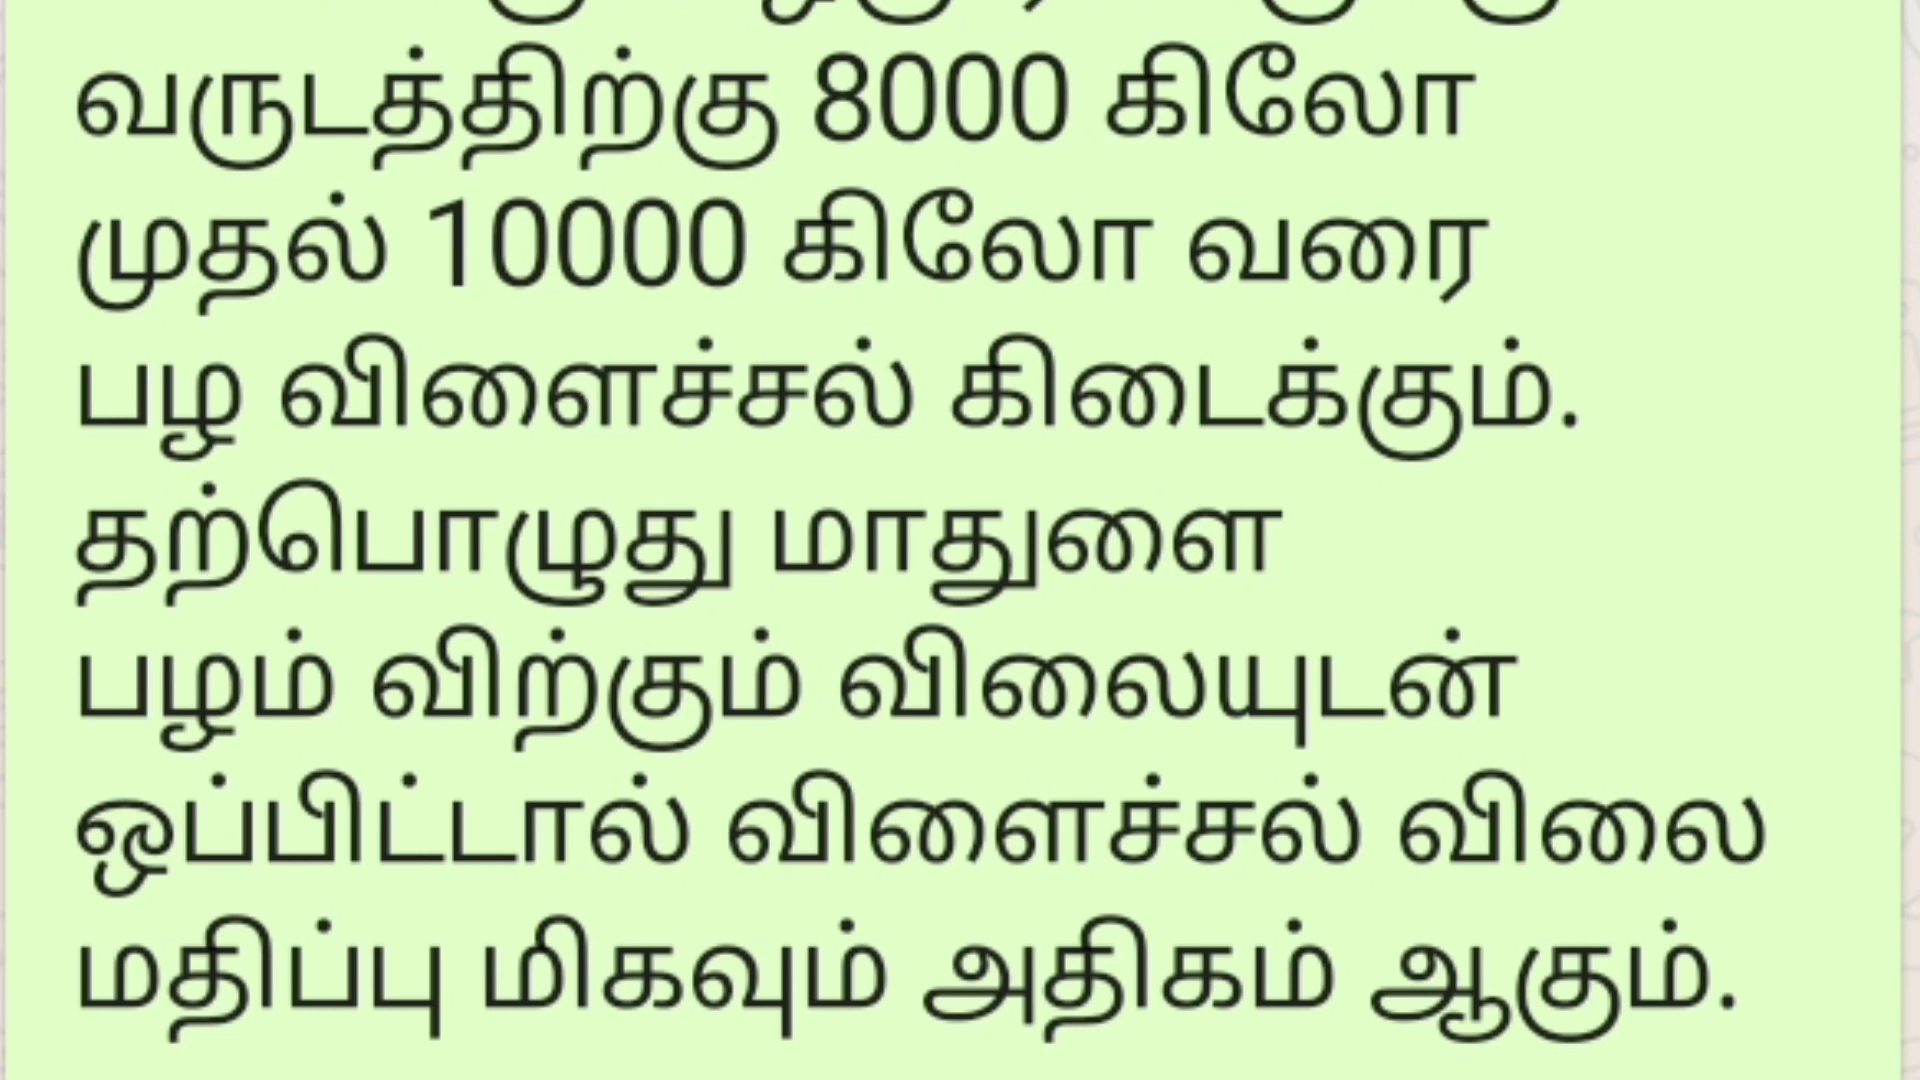 வருடத்திற்கு 8000 கிலோ
முதல் 10000 கிலோ வரை
பழ விளைச்சல் கிடைக்கும்.
தற்பொழுது மாதுளை
பழம் விற்கும் விலையுடன்
ஒப்பிட்டால் விளைச்சல் விலை
மதிப்பு மிகவும் அதிகம் ஆகும்.